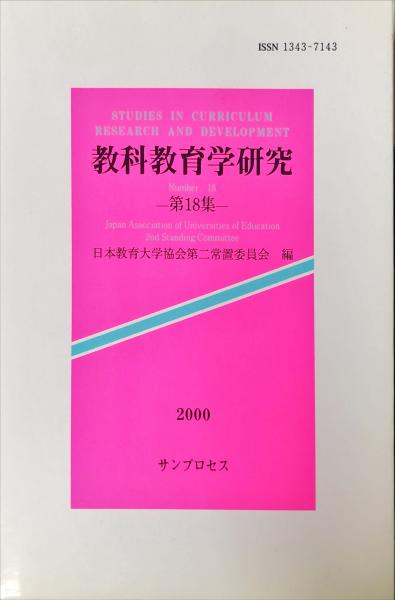 ISSN 1343-7143
STUDIES IN CURRICULUM
RESEARCH AND DEVELOPMENT
教科教育学研究
Number 18
—第18集—
Japan Association of Universities of Education
2nd Standing Committee
日本教育大学協会第二常置委員会 編
2000
サンプロセス